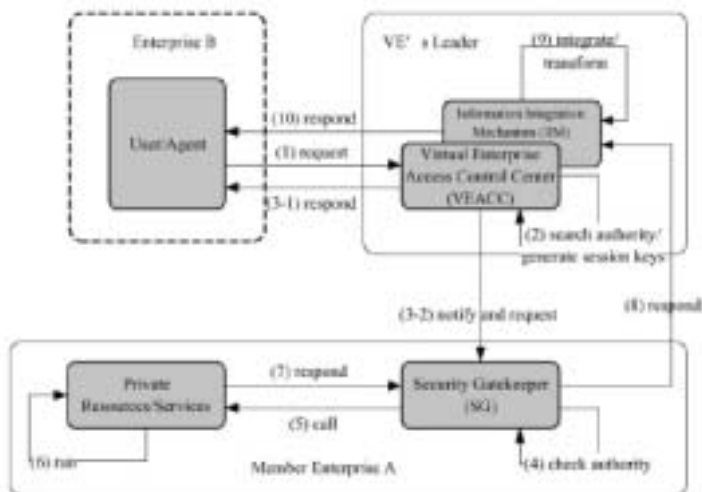 Enterprise B
VE' s Leader
(9) integrate/
transform
Information Integration
Mechanism (IIM)
(10) respond
User/Agent
(1) request
Virtual Enterprise
Access Control Center
(VEACC)
(3-1) respond
(2) search authority/
generate session keys
(3-2) notify and request
(8) respond
Private
Resources/Services
(7) respond
Security Gatekeeper
(SG)
(5) call
(6) run
Member Enterprise A
(4) check authority